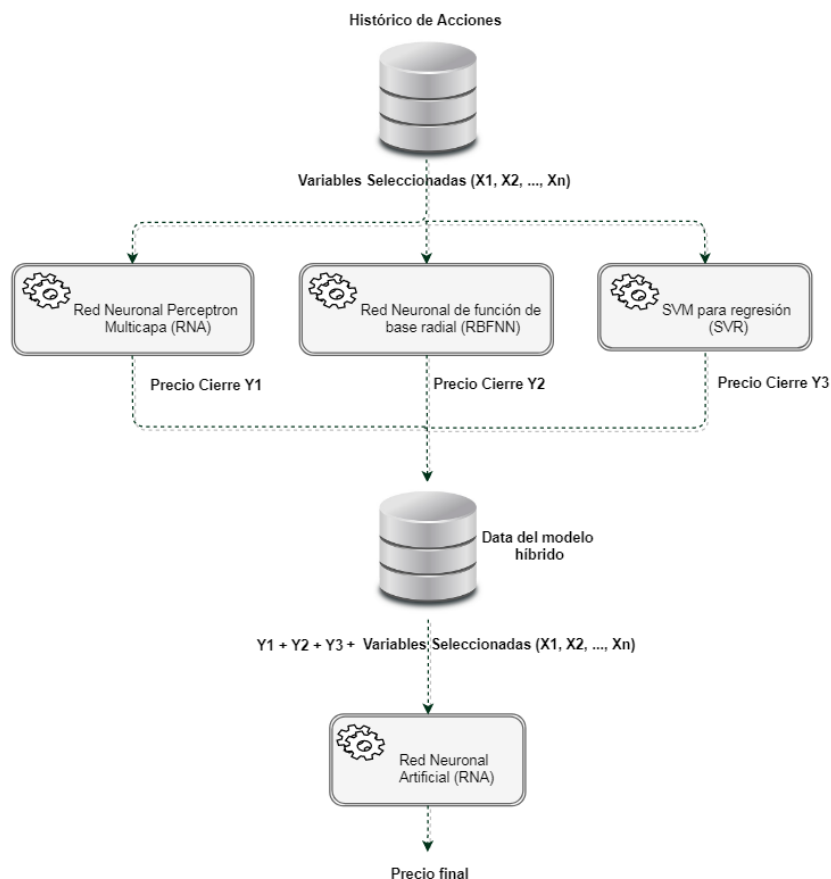 Histórico de Acciones
Variables Seleccionadas (X1, X2, ..., Xn)
Red Neuronal Perceptron
Multicapa (RNA)
Red Neuronal de función de
base radial (RBFNN)
SVM para regresión
(SVR)
Precio Cierre Y1
Precio Cierre Y2
Precio Cierre Y3
Data del modelo
híbrido
Y1 + Y2 + Y3 + Variables Seleccionadas (X1, X2, ..., Xn)
Red Neuronal
Artificial (RNA)
Precio final